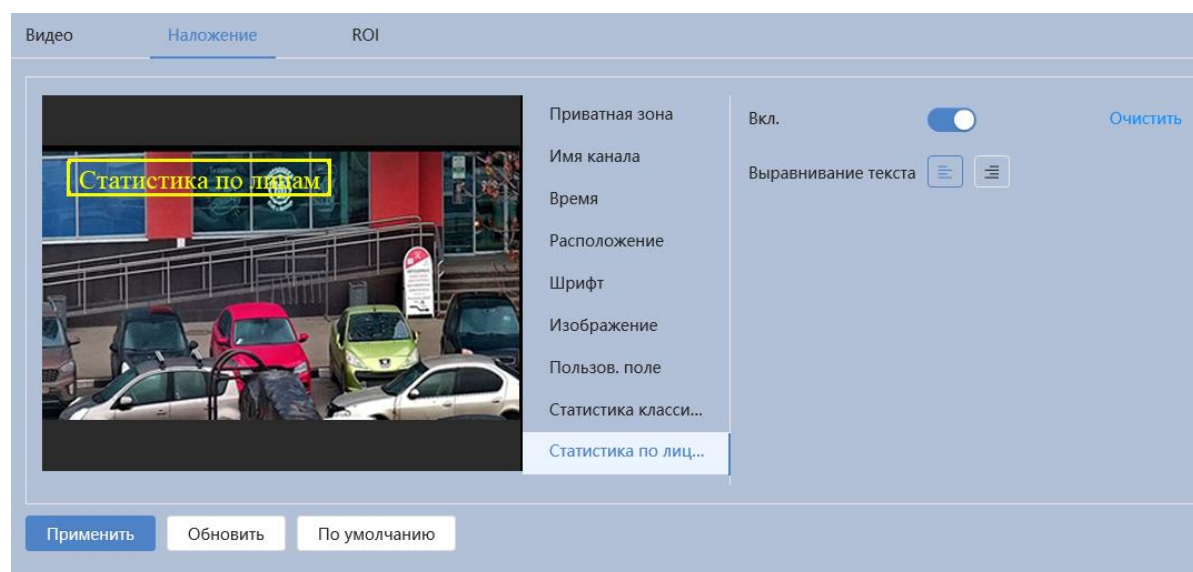 Видео Наложение ROI
Статистика по лицам
Приватная зона
Имя канала
Время
Расположение
Шрифт
Изображение
Пользов. поле
Статистика класси...
Статистика по лиц...
Вкл. Очистить
Выравнивание текста
Применить Обновить По умолчанию